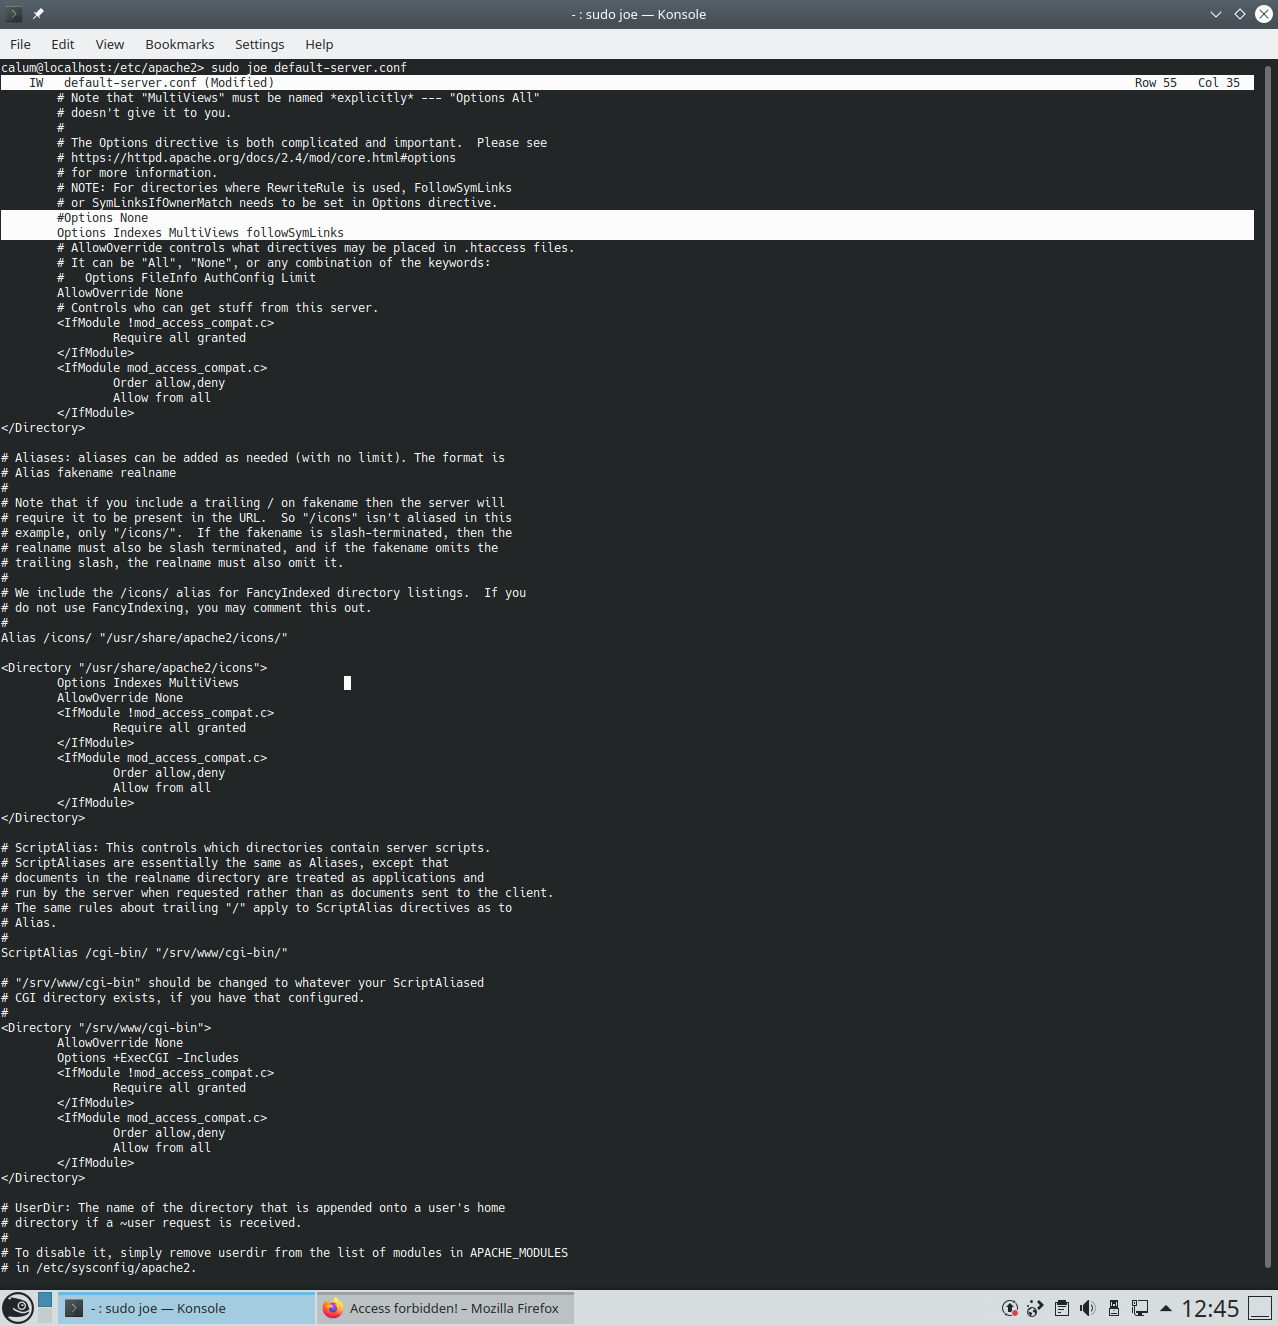 - : sudo joe — Konsole
File Edit View Bookmarks Settings Help
calum@localhost:/etc/apache2> sudo joe default-server.conf
IW default-server.conf (Modified) Row 55 Col 35
# Note that "MultiViews" must be named *explicitly* --- "Options All"
# doesn't give it to you.
#
# The Options directive is both complicated and important.  Please see
# https://httpd.apache.org/docs/2.4/mod/core.html#options
# for more information.
# NOTE: For directories where RewriteRule is used, FollowSymLinks
# or SymLinksIfOwnerMatch needs to be set in Options directive.
#Options None
Options Indexes MultiViews followSymLinks
# AllowOverride controls what directives may be placed in .htaccess files.
# It can be "All", "None", or any combination of the keywords:
#   Options FileInfo AuthConfig Limit
AllowOverride None
# Controls who can get stuff from this server.
<IfModule !mod_access_compat.c>
Require all granted
</IfModule>
<IfModule mod_access_compat.c>
Order allow,deny
Allow from all
</IfModule>
</Directory>
# Aliases: aliases can be added as needed (with no limit). The format is
# Alias fakename realname
#
# Note that if you include a trailing / on fakename then the server will
# require it to be present in the URL.  So "/icons" isn't aliased in this
# example, only "/icons/".  If the fakename is slash-terminated, then the
# realname must also be slash terminated, and if the fakename omits the
# trailing slash, the realname must also omit it.
#
# We include the /icons/ alias for FancyIndexed directory listings.  If you
# do not use FancyIndexing, you may comment this out.
#
Alias /icons/ "/usr/share/apache2/icons/"
<Directory "/usr/share/apache2/icons">
Options Indexes MultiViews
AllowOverride None
<IfModule !mod_access_compat.c>
Require all granted
</IfModule>
<IfModule mod_access_compat.c>
Order allow,deny
Allow from all
</IfModule>
</Directory>
# ScriptAlias: This controls which directories contain server scripts.
# ScriptAliases are essentially the same as Aliases, except that
# documents in the realname directory are treated as applications and
# run by the server when requested rather than as documents sent to the client.
# The same rules about trailing "/" apply to ScriptAlias directives as to
# Alias.
#
ScriptAlias /cgi-bin/ "/srv/www/cgi-bin/"
# "/srv/www/cgi-bin" should be changed to whatever your ScriptAliased
# CGI directory exists, if you have that configured.
#
<Directory "/srv/www/cgi-bin">
AllowOverride None
Options +ExecCGI -Includes
<IfModule !mod_access_compat.c>
Require all granted
</IfModule>
<IfModule mod_access_compat.c>
Order allow,deny
Allow from all
</IfModule>
</Directory>
# UserDir: The name of the directory that is appended onto a user's home
# directory if a ~user request is received.
#
# To disable it, simply remove userdir from the list of modules in APACHE_MODULES
# in /etc/sysconfig/apache2.
- : sudo joe — Konsole Access forbidden! – Mozilla Firefox 12:45